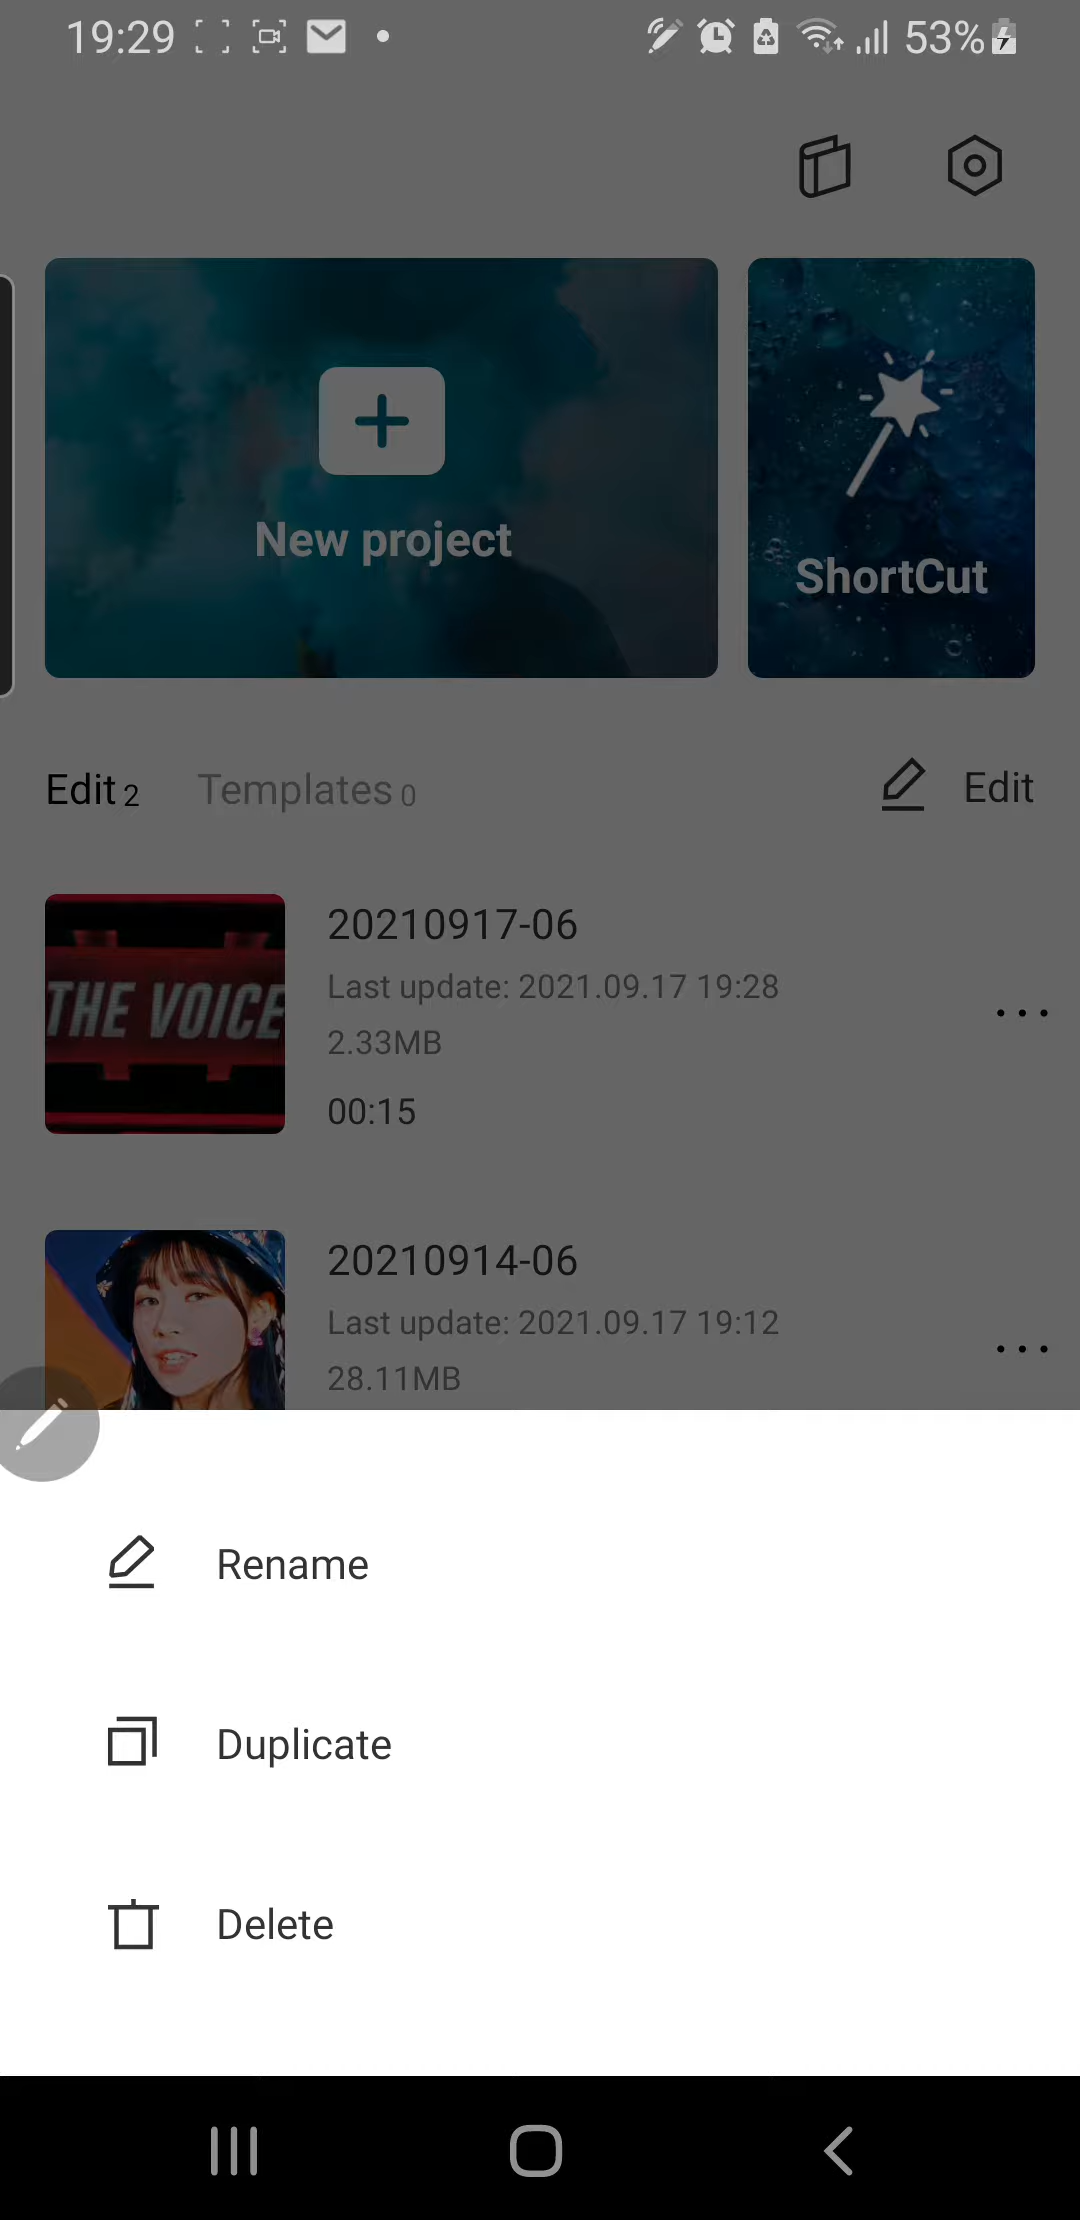 19:29
53%
New project
ShortCut
Edit 2
Templates 0
Edit
20210917-06
Last update: 2021.09.17 19:28
2.33MB
00:15
THE VOICE
20210914-06
Last update: 2021.09.17 19:12
28.11MB
Rename
Duplicate
Delete